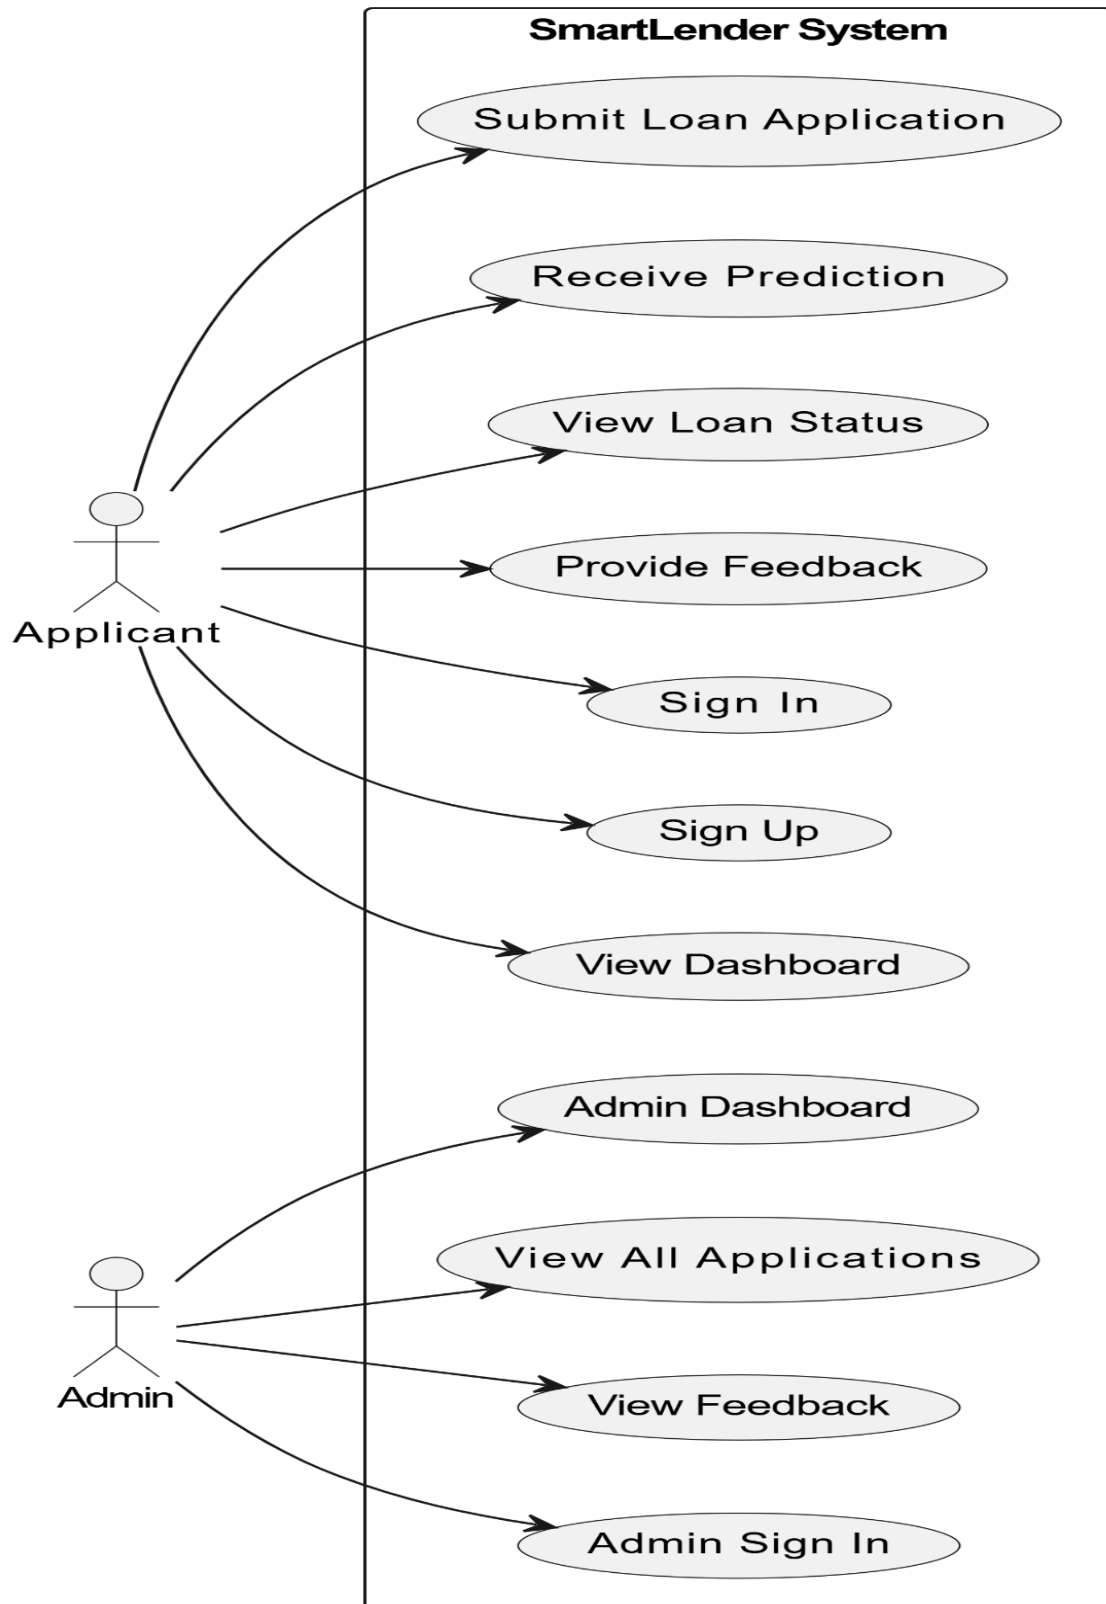 SmartLender System
Submit Loan Application
Receive Prediction
View Loan Status
Provide Feedback
Applicant
Sign In
Sign Up
View Dashboard
Admin Dashboard
View All Applications
Admin
View Feedback
Admin Sign In